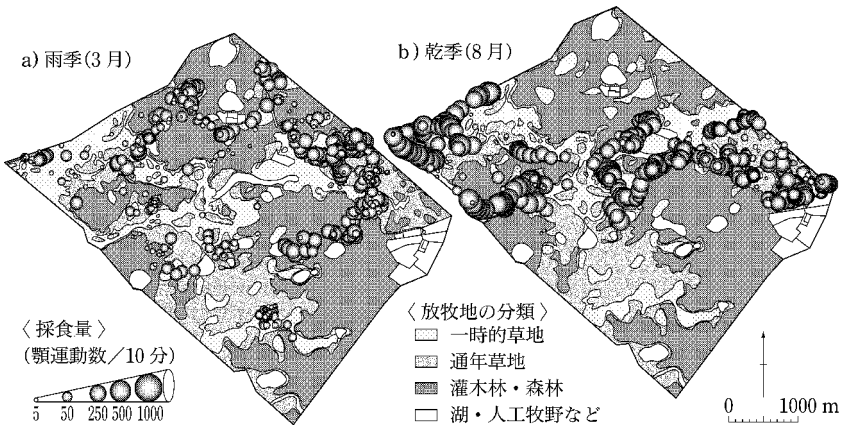 a) 雨季(3月)
b) 乾季(8月)
〈 採食量 〉
(顎運動数／10分)
5 50 250 500 1000
〈 放牧地の分類 〉
一時的草地
通年草地
灌木林・森林
湖・人工牧野など
0 1000 m